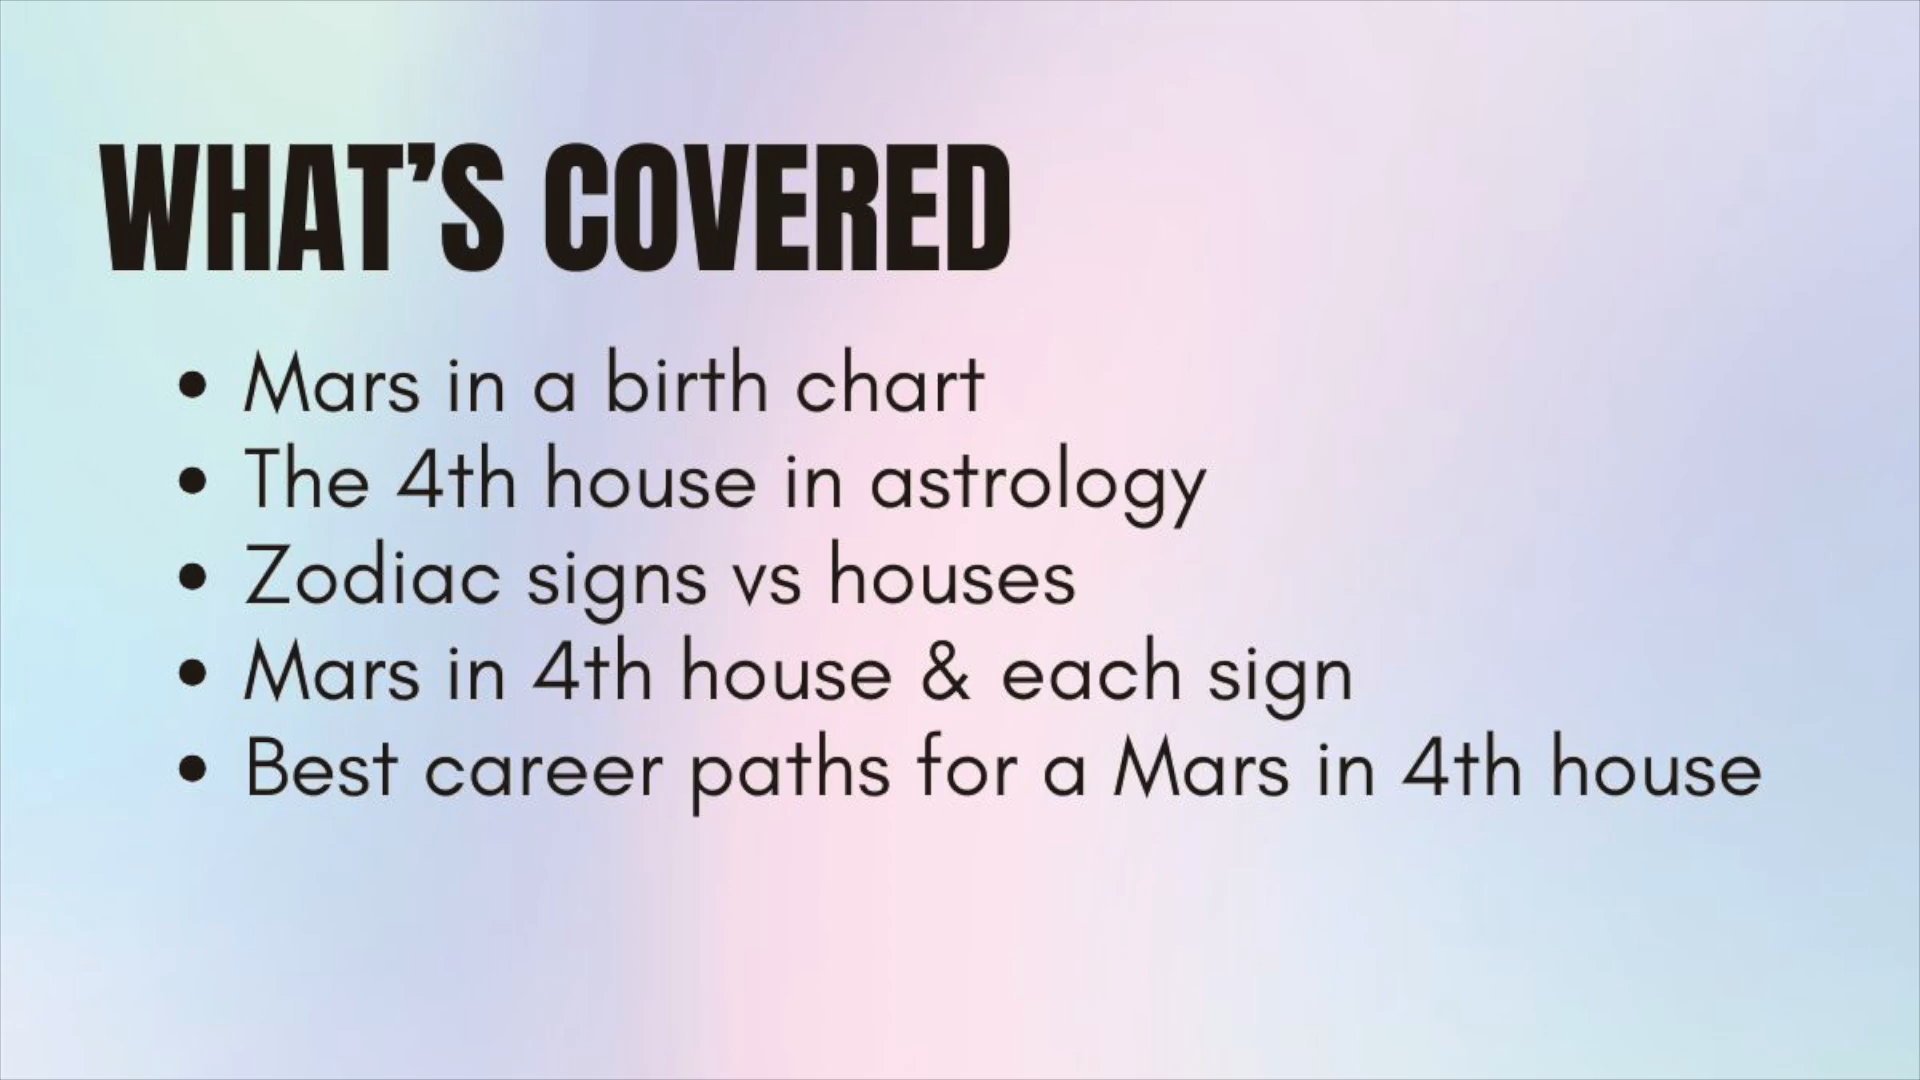 WHAT’S COVERED
• Mars in a birth chart
• The 4th house in astrology
• Zodiac signs vs houses
• Mars in 4th house & each sign
• Best career paths for a Mars in 4th house